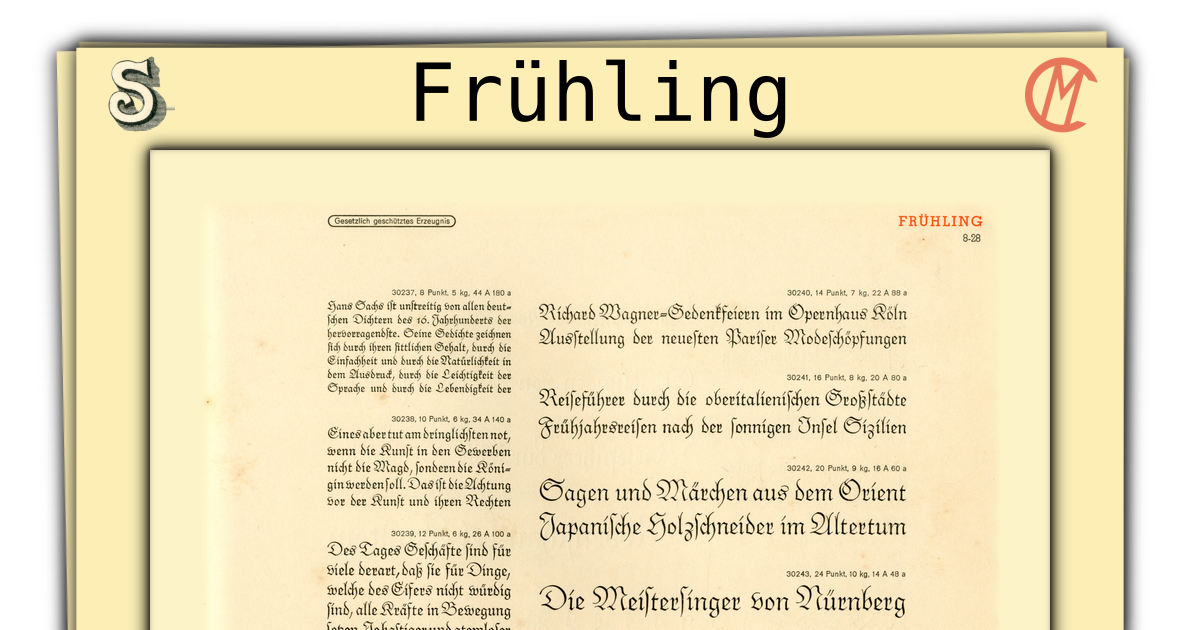 Frühling
Gesetzlich geschütztes Erzeugnis
FRÜHLING
8-28
30237, 8 Punkt, 5 kg, 44 A 180 a
Hans Sachs iſt unſtreitig von allen deut=
ſchen Dichtern des 16. Jahrhunderts der
hervorragendſte. Seine Gedichte zeichnen
ſich durch ihren ſittlichen Gehalt, durch die
Einfachheit und durch die Natürlichkeit in
dem Ausdruck, durch die Leichtigkeit der
Sprache und durch die Lebendigkeit der
30238, 10 Punkt, 6 kg, 34 A 140 a
Eines aber tut am dringlichſten not,
wenn die Kunſt in den Gewerben
nicht die Magd, ſondern die Köni=
gin werden ſoll. Das iſt die Achtung
vor der Kunſt und ihren Rechten
30239, 12 Punkt, 6 kg, 26 A 100 a
Des Tages Geſchäfte ſind für
viele derart, daß ſie für Dinge,
welche des Eifers nicht würdig
ſind, alle Kräfte in Bewegung
30240, 14 Punkt, 7 kg, 22 A 88 a
Richard Wagner=Gedenkfeiern im Opernhaus Köln
Ausſtellung der neueſten Pariſer Modeſchöpfungen
30241, 16 Punkt, 8 kg, 20 A 80 a
Reiſeführer durch die oberitalieniſchen Großſtädte
Frühjahrsreiſen nach der ſonnigen Inſel Sizilien
30242, 20 Punkt, 9 kg, 16 A 60 a
Sagen und Märchen aus dem Orient
Japaniſche Holzſchneider im Altertum
30243, 24 Punkt, 10 kg, 14 A 48 a
Die Meiſterſinger von Nürnberg